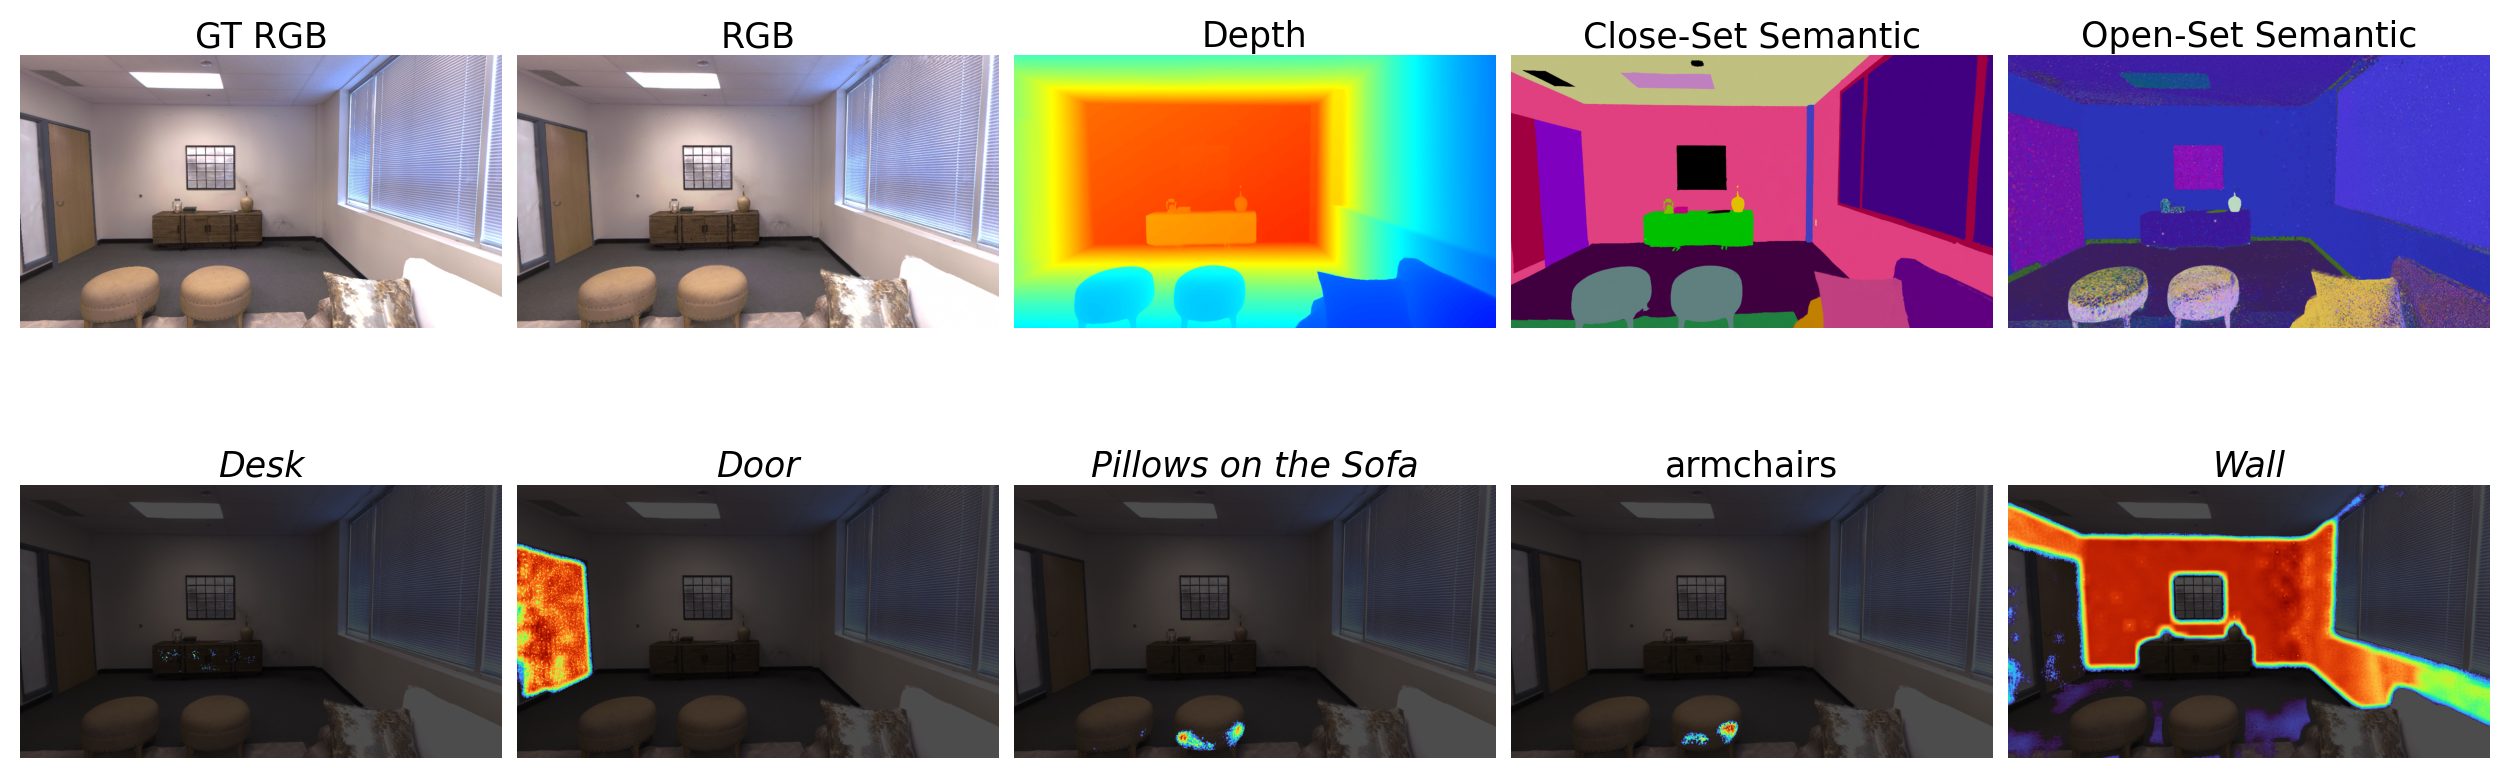 GT RGB
RGB
Depth
Close-Set Semantic
Open-Set Semantic
Desk
Door
Pillows on the Sofa
armchairs
Wall